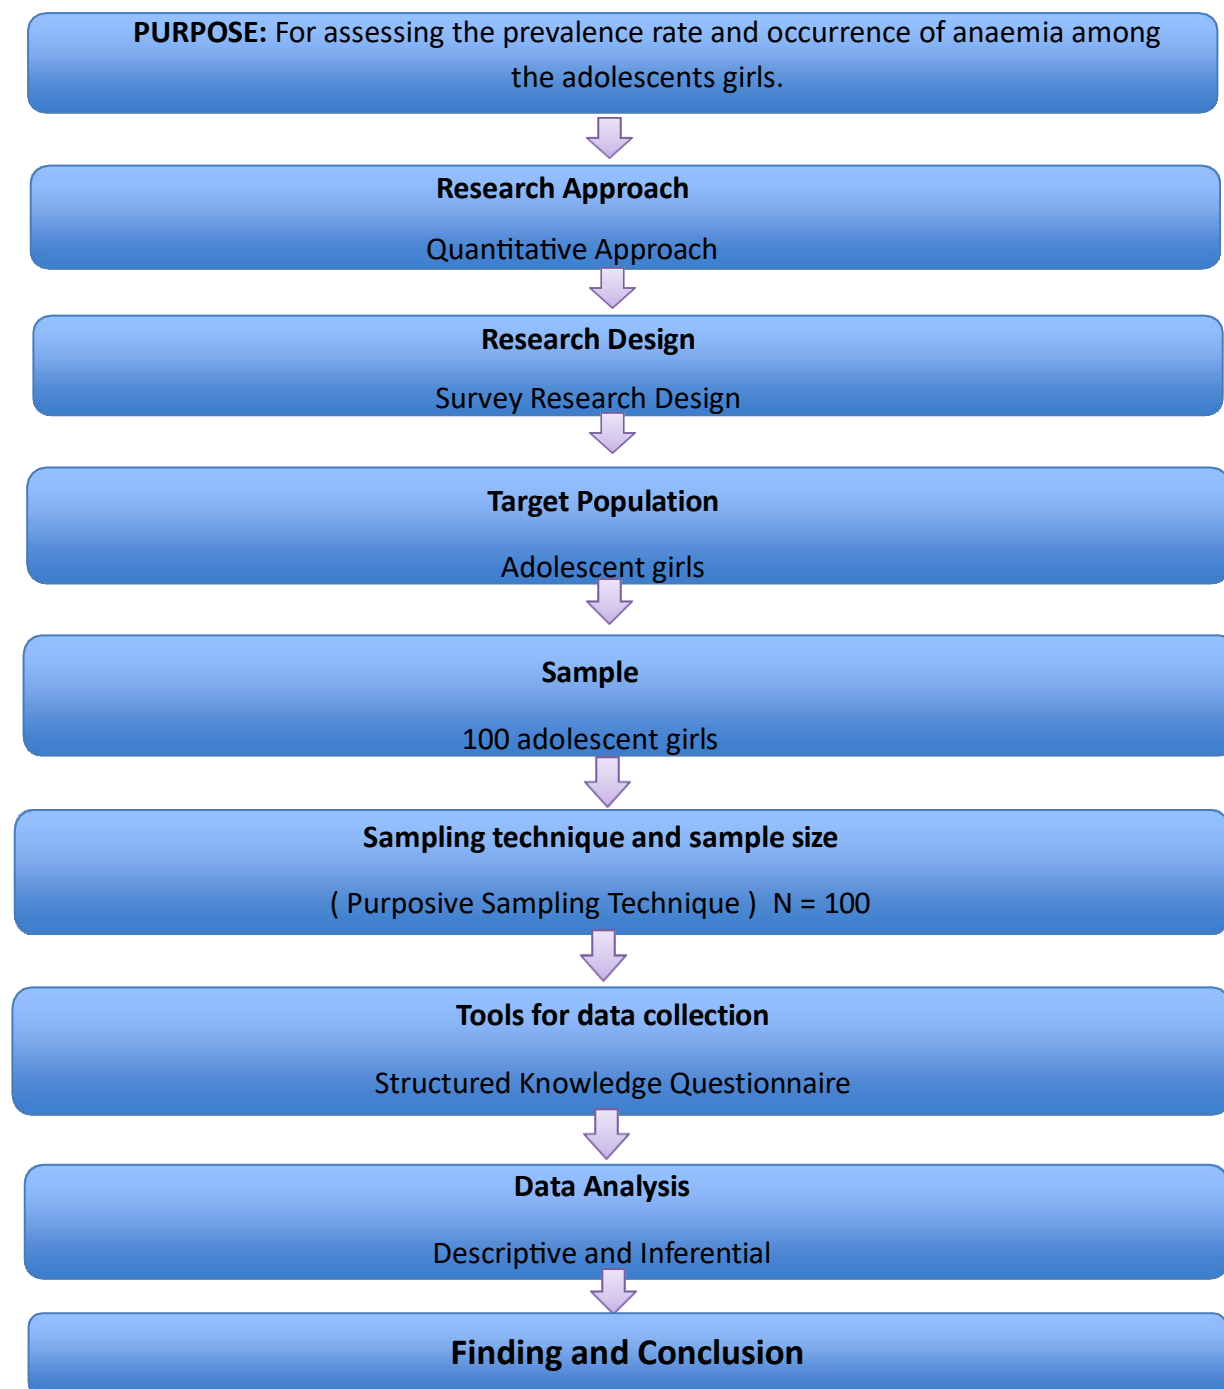 PURPOSE: For assessing the prevalence rate and occurrence of anaemia among
the adolescents girls.
Research Approach
Quantitative Approach
Research Design
Survey Research Design
Target Population
Adolescent girls
Sample
100 adolescent girls
Sampling technique and sample size
( Purposive Sampling Technique ) N = 100
Tools for data collection
Structured Knowledge Questionnaire
Data Analysis
Descriptive and Inferential
Finding and Conclusion